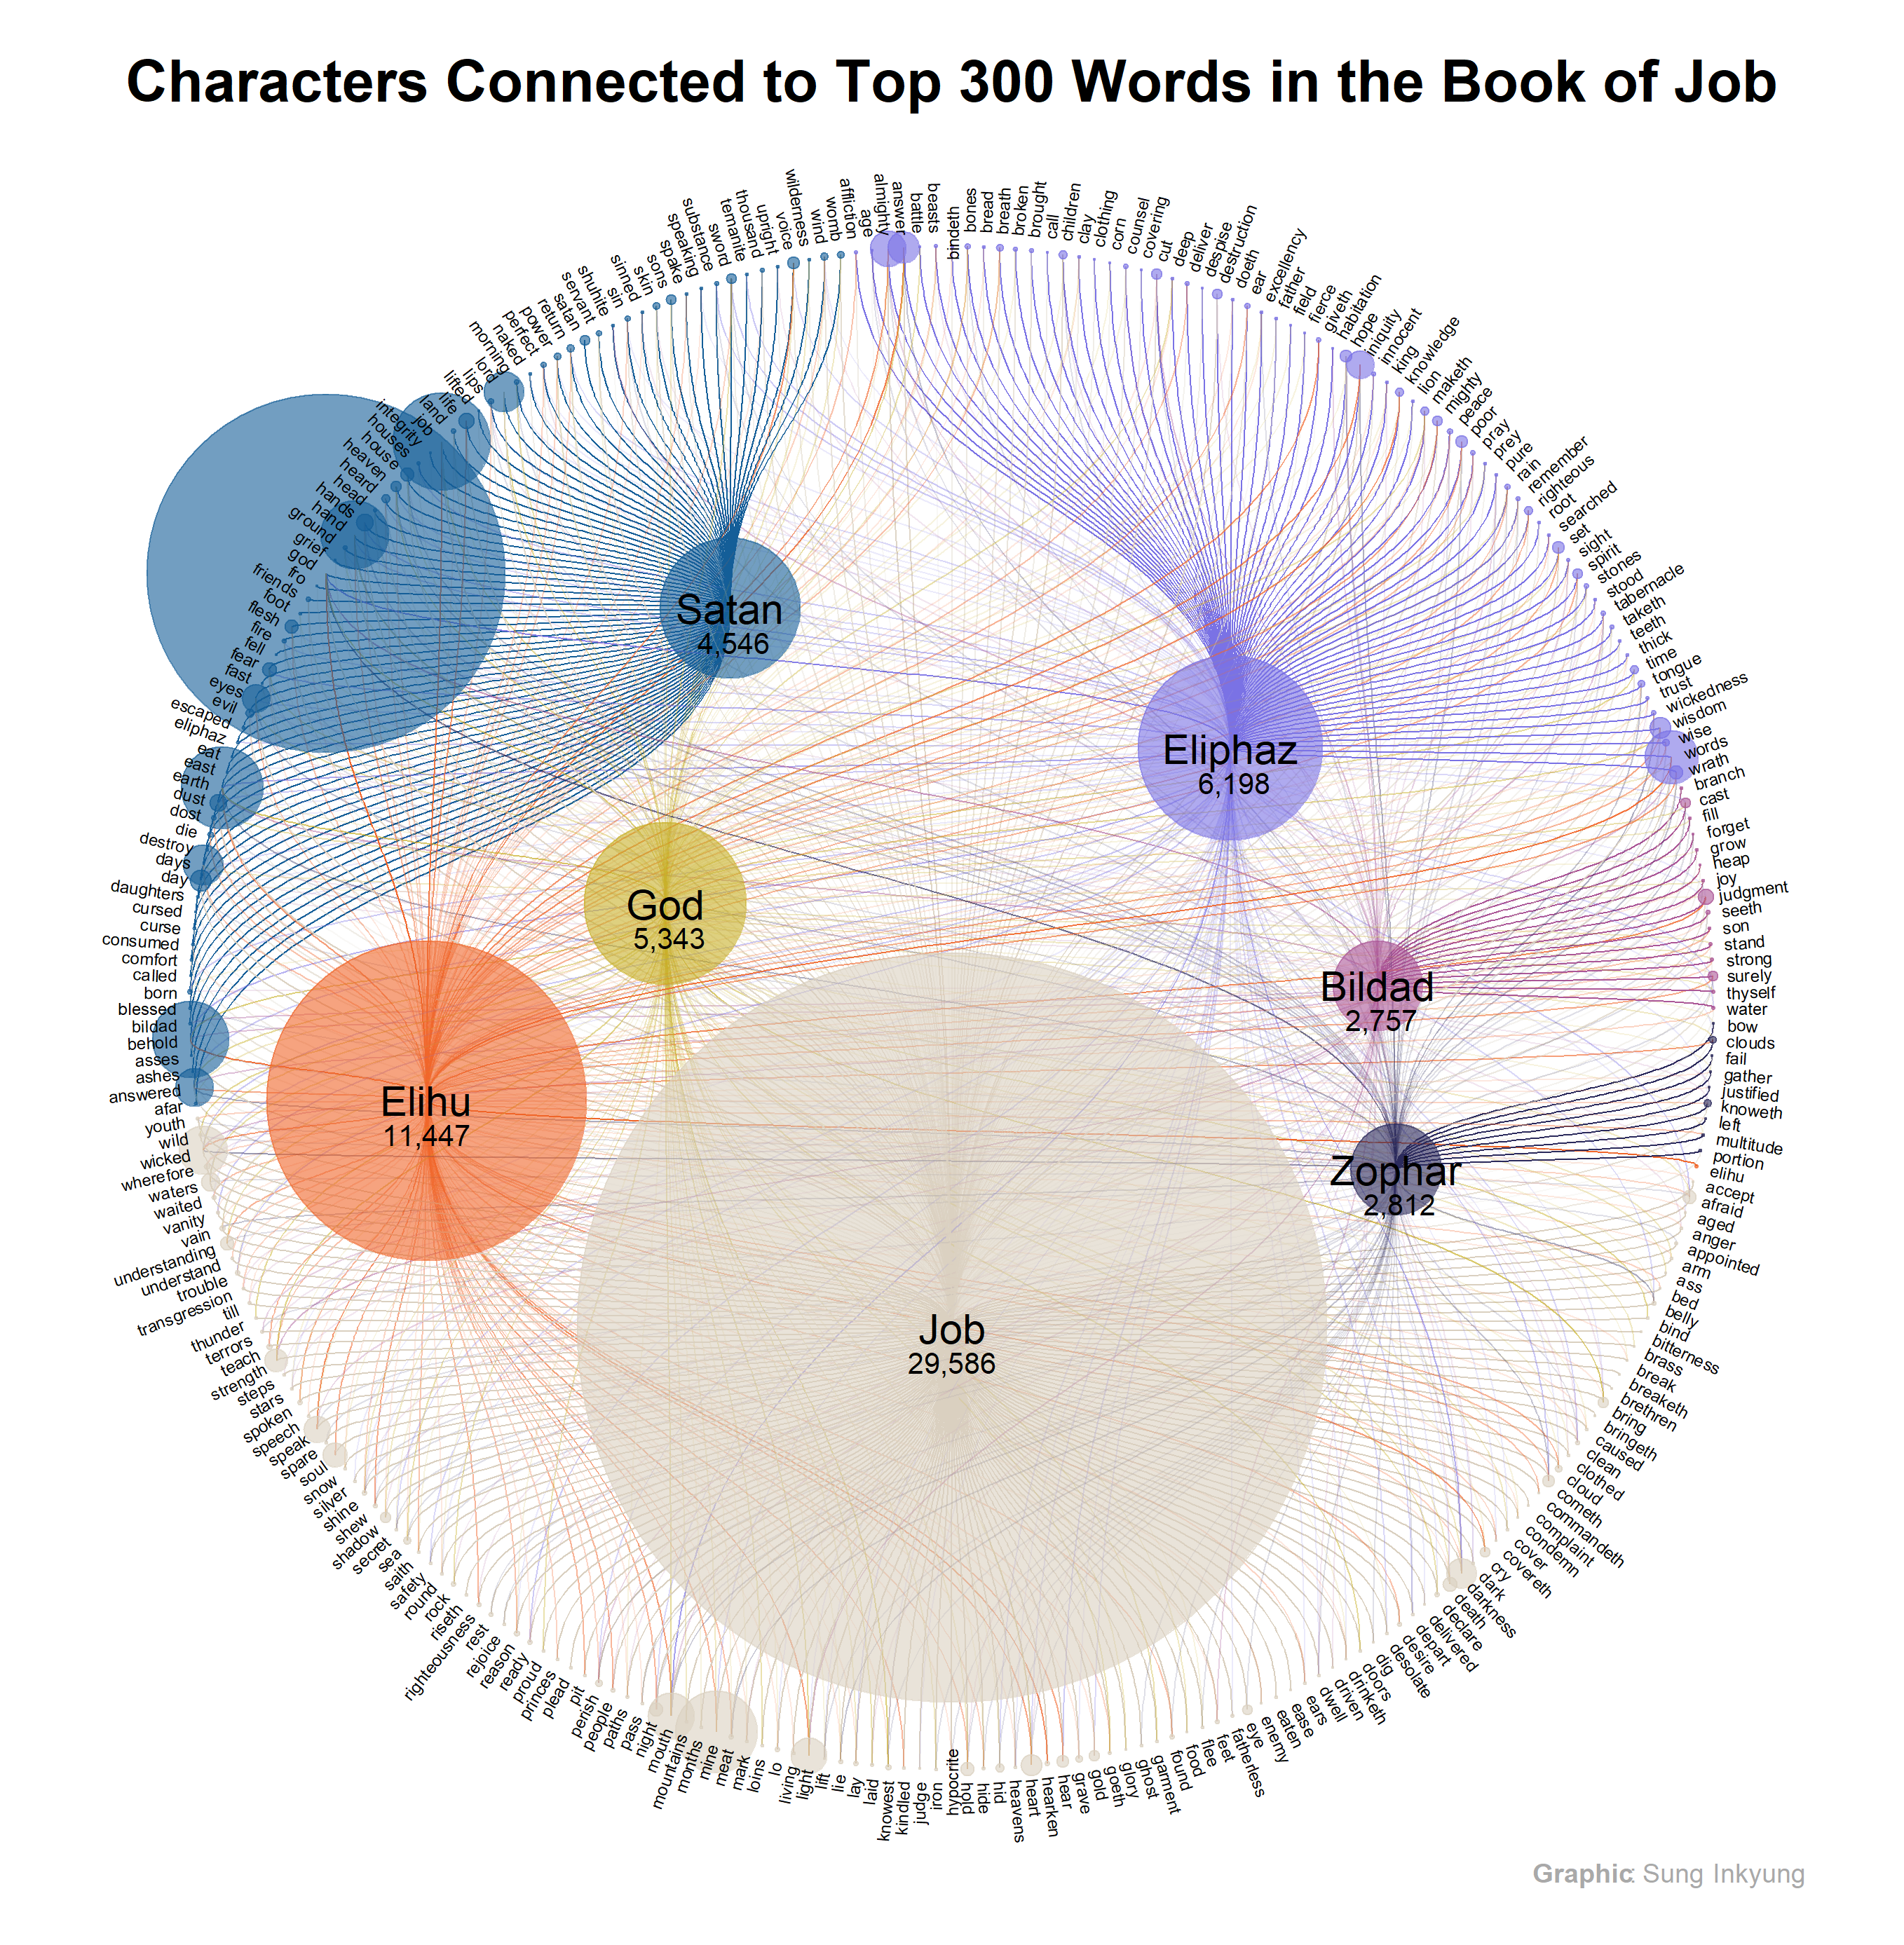 Characters Connected to Top 300 Words in the Book of Job
affliction
age
almighty
answer
battle
beasts
bindeth
bones
bread
breath
broken
brought
call
children
clay
clothing
corn
counsel
covering
cut
deep
deliver
despise
destruction
doeth
ear
excellency
father
field
fierce
giveth
habitation
hope
iniquity
innocent
king
knowledge
lion
maketh
mighty
peace
poor
pray
prey
pure
rain
remember
righteous
root
searched
set
sight
spirit
stones
stood
tabernacle
taketh
teeth
thick
time
tongue
trust
wickedness
wisdom
wise
words
wrath
branch
cast
fill
forget
grow
heap
joy
judgment
seeth
son
stand
strong
surely
thyself
water
bow
clouds
fail
gather
justified
knoweth
left
multitude
portion
elihu
accept
afraid
aged
anger
appointed
arm
ass
bed
belly
bind
bitterness
brass
break
breaketh
brethren
bring
bringeth
caused
clean
clothed
cloud
cometh
commandeth
complaint
condemn
cover
covereth
cry
dark
darkness
death
declare
delivered
depart
desire
desolate
dig
doors
drinketh
driven
dwell
ears
ease
eaten
enemy
eye
fatherless
feet
flee
food
found
garment
ghost
glory
goeth
gold
grave
hear
hearken
heart
heavens
hid
hide
hold
hypocrite
iron
judge
kindled
knowest
laid
lay
lie
lift
light
living
lo
loins
mark
meat
mine
months
mountains
mouth
night
pass
paths
people
perish
pit
plead
princes
proud
ready
reason
rejoice
rest
righteousness
riseth
rock
round
safety
saith
sea
secret
shadow
shew
shine
silver
snow
soul
spare
speak
speech
spoken
stars
steps
strength
teach
terrors
thunder
till
transgression
trouble
understand
understanding
vain
vanity
waited
waters
wherefore
wicked
wild
youth
afar
answered
ashes
asses
behold
bildad
blessed
born
called
comfort
consumed
curse
cursed
daughters
day
days
destroy
die
dost
dust
earth
east
eat
eliphaz
escaped
evil
eyes
fast
fear
fell
fire
flesh
foot
friends
fro
god
grief
ground
hand
hands
head
heard
heaven
house
houses
integrity
job
land
life
lifted
lips
lord
morning
naked
perfect
power
return
satan
servant
shuhite
sin
sinned
skin
sons
spake
speaking
substance
sword
temanite
thousand
upright
voice
wilderness
wind
womb
Satan
4,546
Eliphaz
6,198
God
5,343
Bildad
2,757
Elihu
11,447
Zophar
2,812
Job
29,586
Graphic: Sung Inkyung